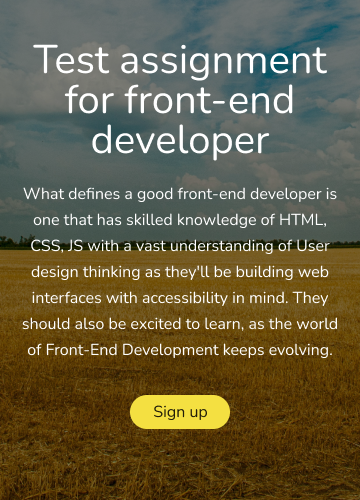 Test assignment
for front-end
developer
What defines a good front-end developer is
one that has skilled knowledge of HTML,
CSS, JS with a vast understanding of User
design thinking as they'll be building web
interfaces with accessibility in mind. They
should also be excited to learn, as the world
of Front-End Development keeps evolving.
Sign up